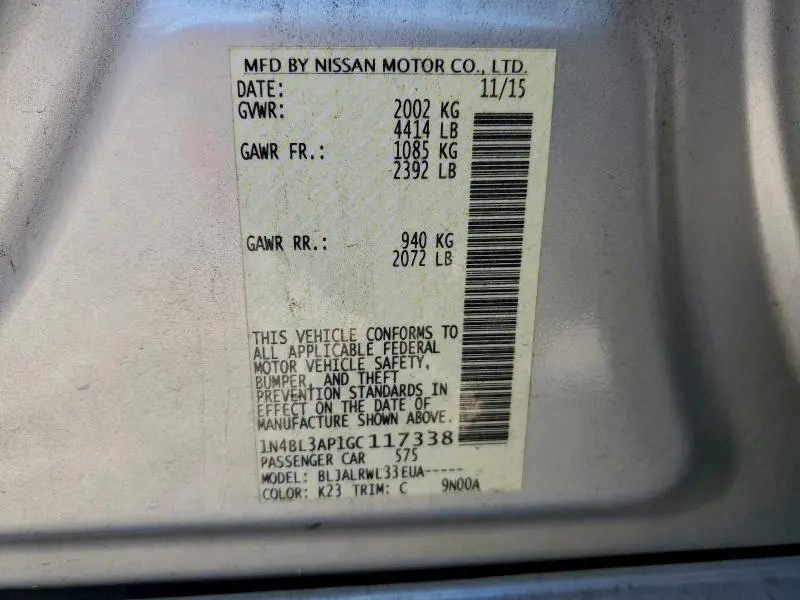 MFD BY NISSAN MOTOR CO., LTD.
DATE: 11/15
GVWR: 2002 KG
4414 LB
GAWR FR.: 1085 KG
2392 LB
GAWR RR.: 940 KG
2072 LB
THIS VEHICLE CONFORMS TO
ALL APPLICABLE FEDERAL
MOTOR VEHICLE SAFETY,
BUMPER, AND THEFT
PREVENTION STANDARDS IN
EFFECT ON THE DATE OF
MANUFACTURE SHOWN ABOVE.
1N4BL3AP1GC117338
PASSENGER CAR 575
MODEL: BLJALRWL33EUA-----
COLOR: K23 TRIM: C 9N00A